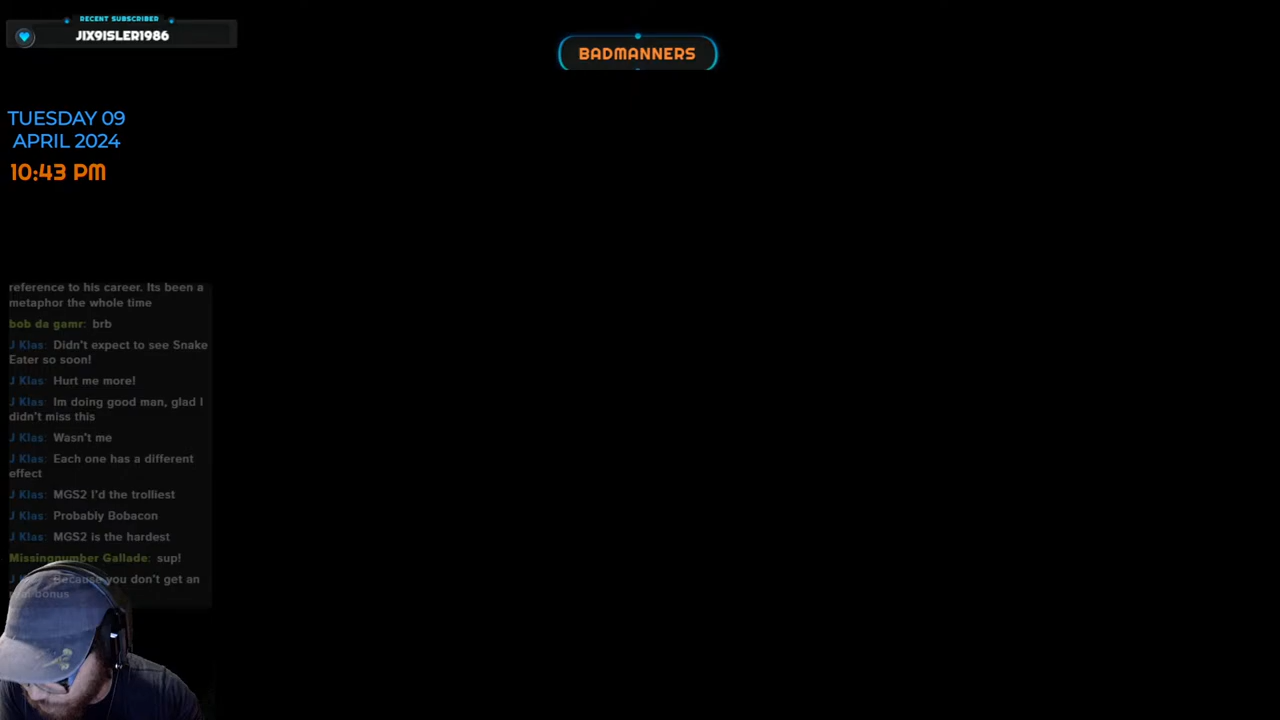 RECENT SUBSCRIBER
JIX9ISLER1986
BADMANNERS
TUESDAY 09
APRIL 2024
10:43 PM
reference to his career. Its been a
metaphor the whole time
bob da gamr: brb
J Klas: Didn't expect to see Snake
Eater so soon!
J Klas: Hurt me more!
J Klas: Im doing good man, glad I
didn't miss this
J Klas: Wasn't me
J Klas: Each one has a different
effect
J Klas: MGS2 I'd the trolliest
J Klas: Probably Bobacon
J Klas: MGS2 is the hardest
Missingnumber Gallade: sup!
Because you don't get an
bonus